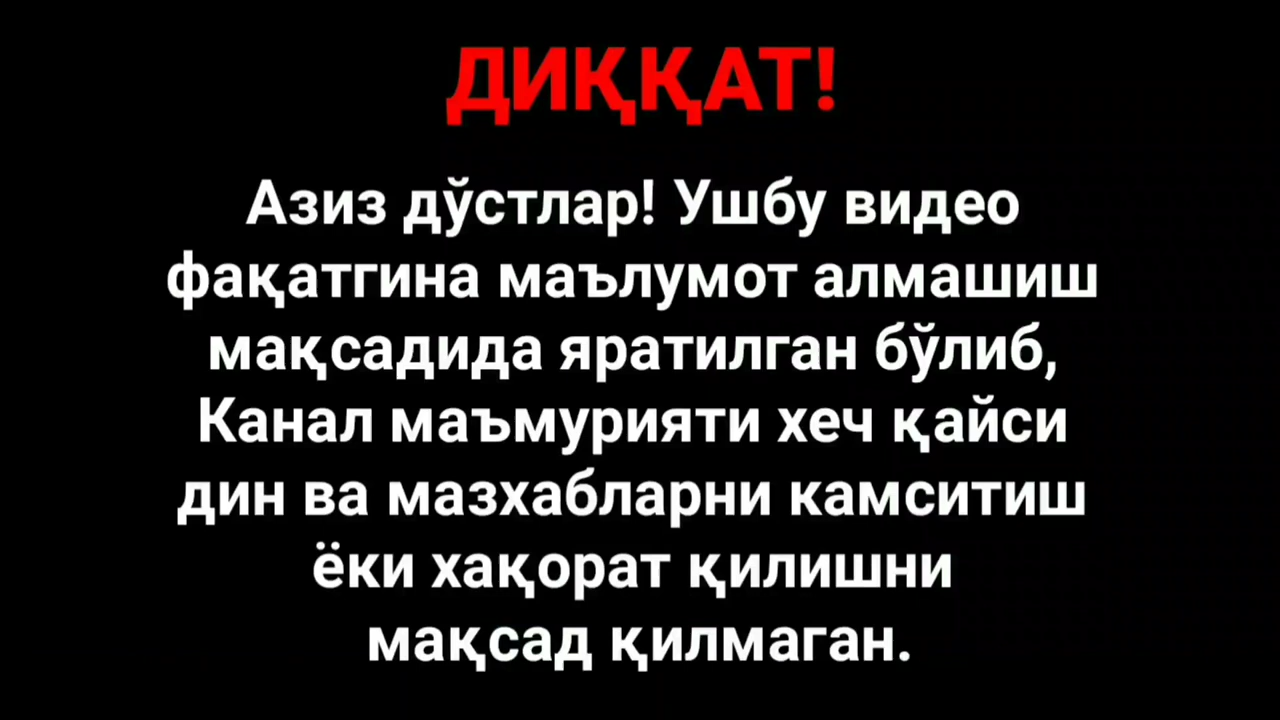 ДИҚҚАТ!
Азиз дўстлар! Ушбу видео
фақатгина маълумот алмашиш
мақсадида яратилган бўлиб,
Канал маъмурияти хеч қайси
дин ва мазхабларни камситиш
ёки хақорат қилишни
мақсад қилмаган.